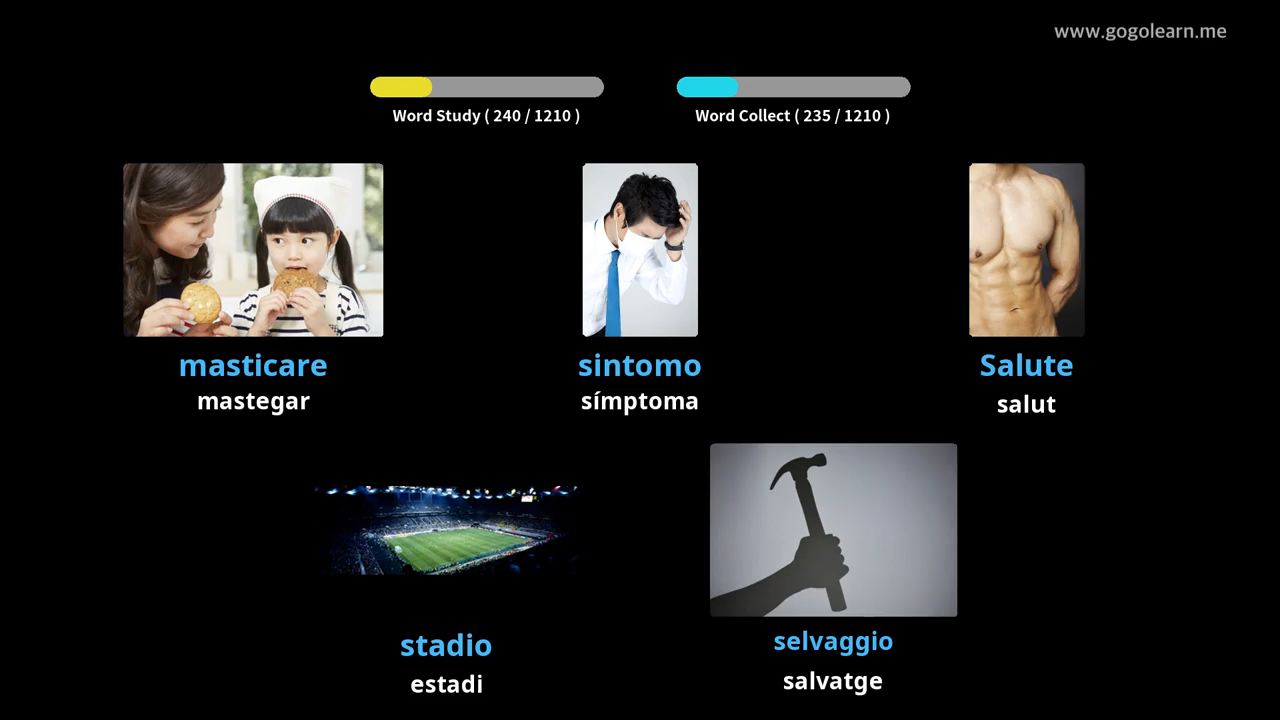 www.gogolearn.me
Word Study ( 240 / 1210 )
Word Collect ( 235 / 1210 )
masticare
mastegar
sintomo
símptoma
Salute
salut
stadio
estadi
selvaggio
salvatge